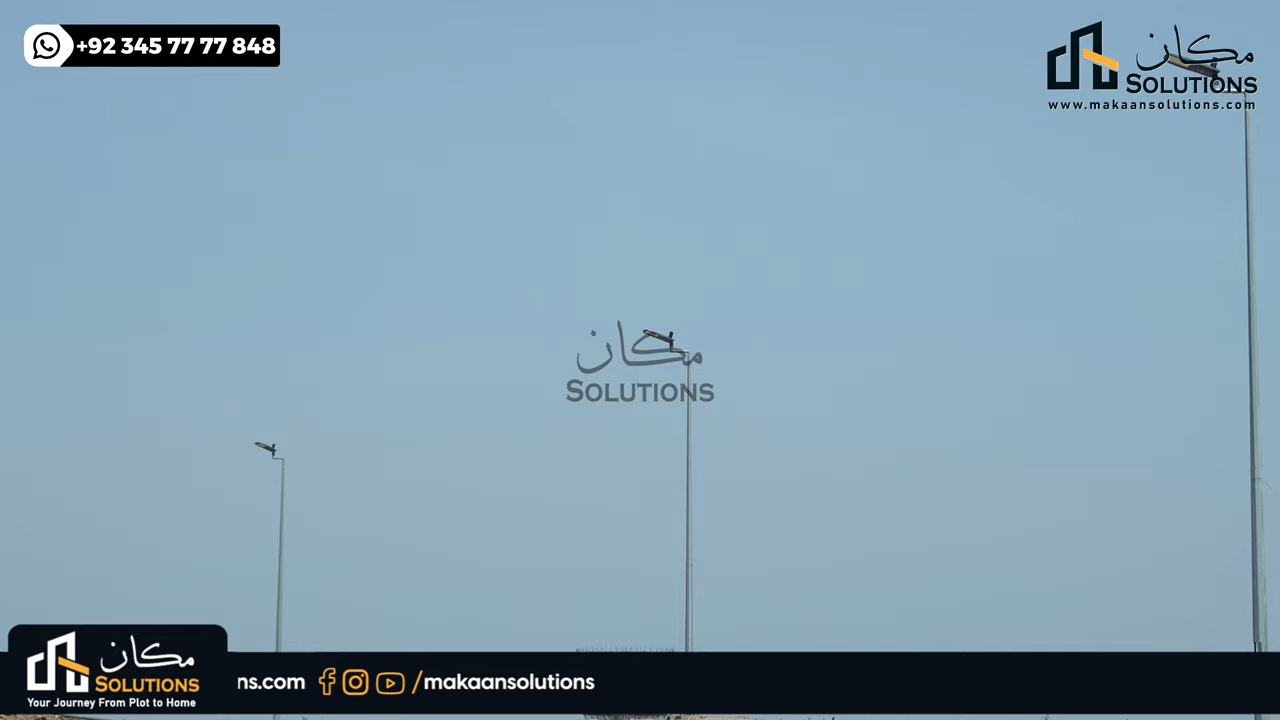 +92 345 77 77 848
مکان
SOLUTIONS
www.makaansolutions.com
مکان
SOLUTIONS
مکان
SOLUTIONS
Your Journey From Plot to Home
ns.com /makaansolutions